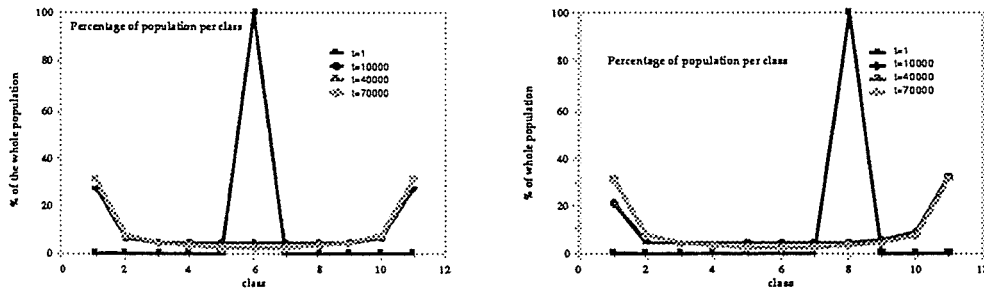 Percentage of population per class
t=1
t=10000
t=40000
t=70000
% of the whole population
100
80
60
40
20
0
0 2 4 6 8 10 12
class
Percentage of population per class
t=1
t=10000
t=40000
t=70000
% of whole population
100
80
60
40
20
0
0 2 4 6 8 10 12
class